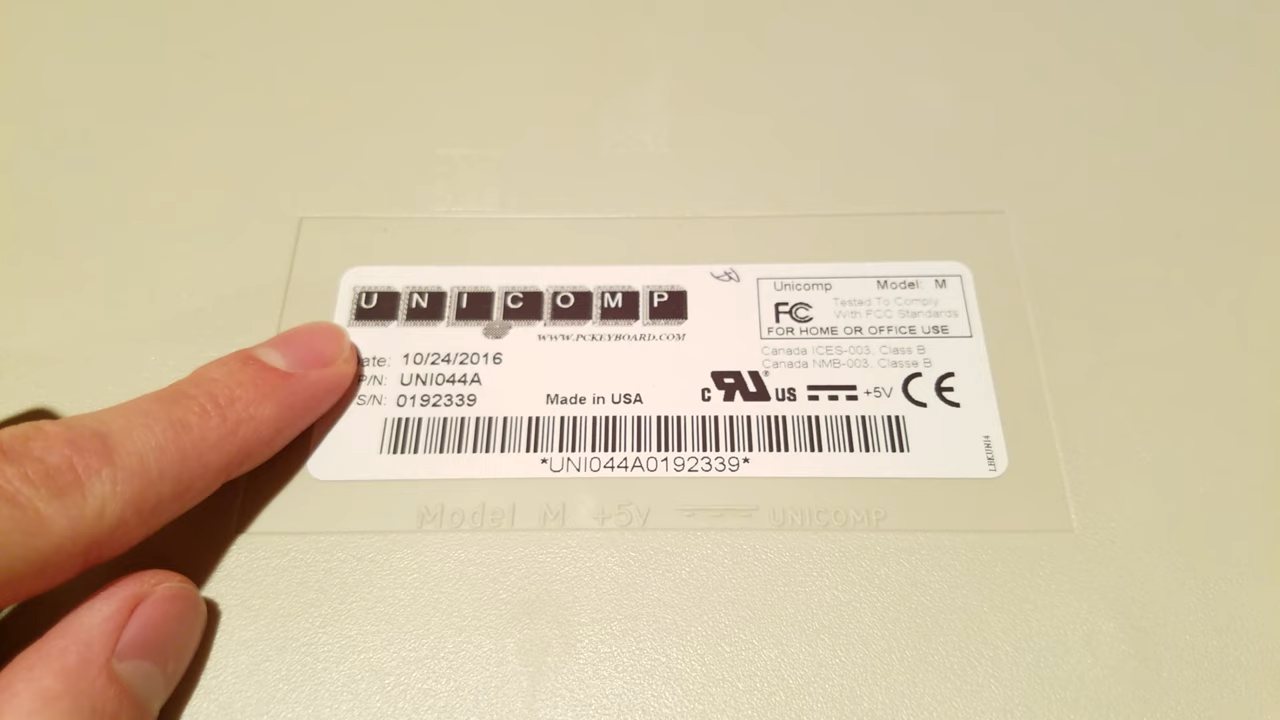 UNICOMP
WWW.PCKEYBOARD.COM
Unicomp Model: M
FC
Tested To Comply
With FCC Standards
FOR HOME OR OFFICE USE
Date: 10/24/2016
P/N: UNI044A
S/N: 0192339
Made in USA
Canada ICES-003, Class B
Canada NMB-003, Classe B
C UR ® US +5V CE
*UNI044A0192339*
LBKUNI4
Model M +5v UNICOMP